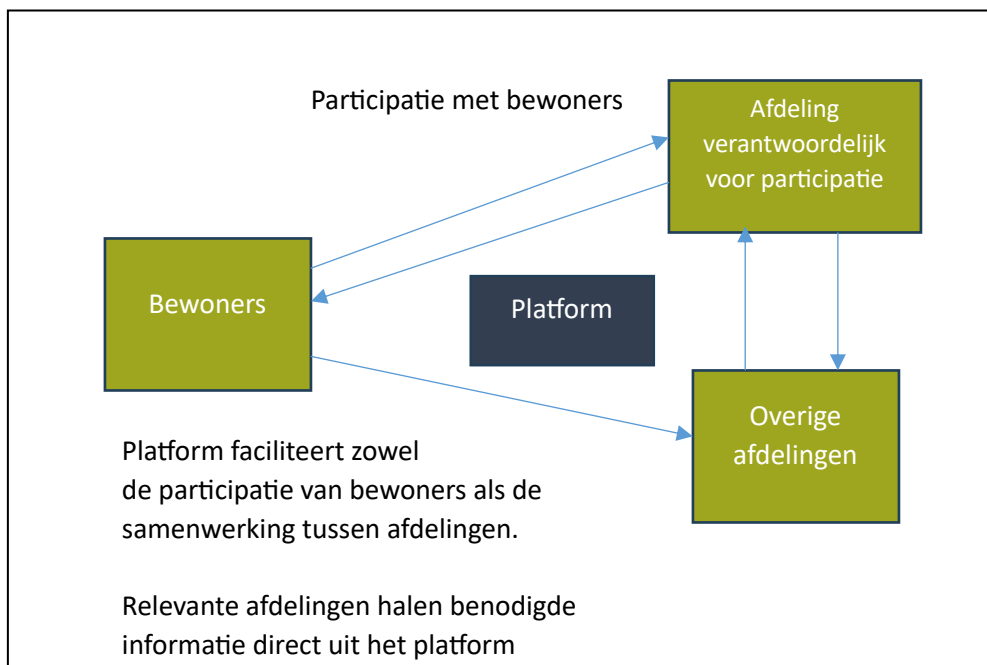 Participatie met bewoners
Afdeling
verantwoordelijk
voor participatie
Bewoners
Platform
Overige
afdelingen
Platform faciliteert zowel
de participatie van bewoners als de
samenwerking tussen afdelingen.
Relevante afdelingen halen benodigde
informatie direct uit het platform